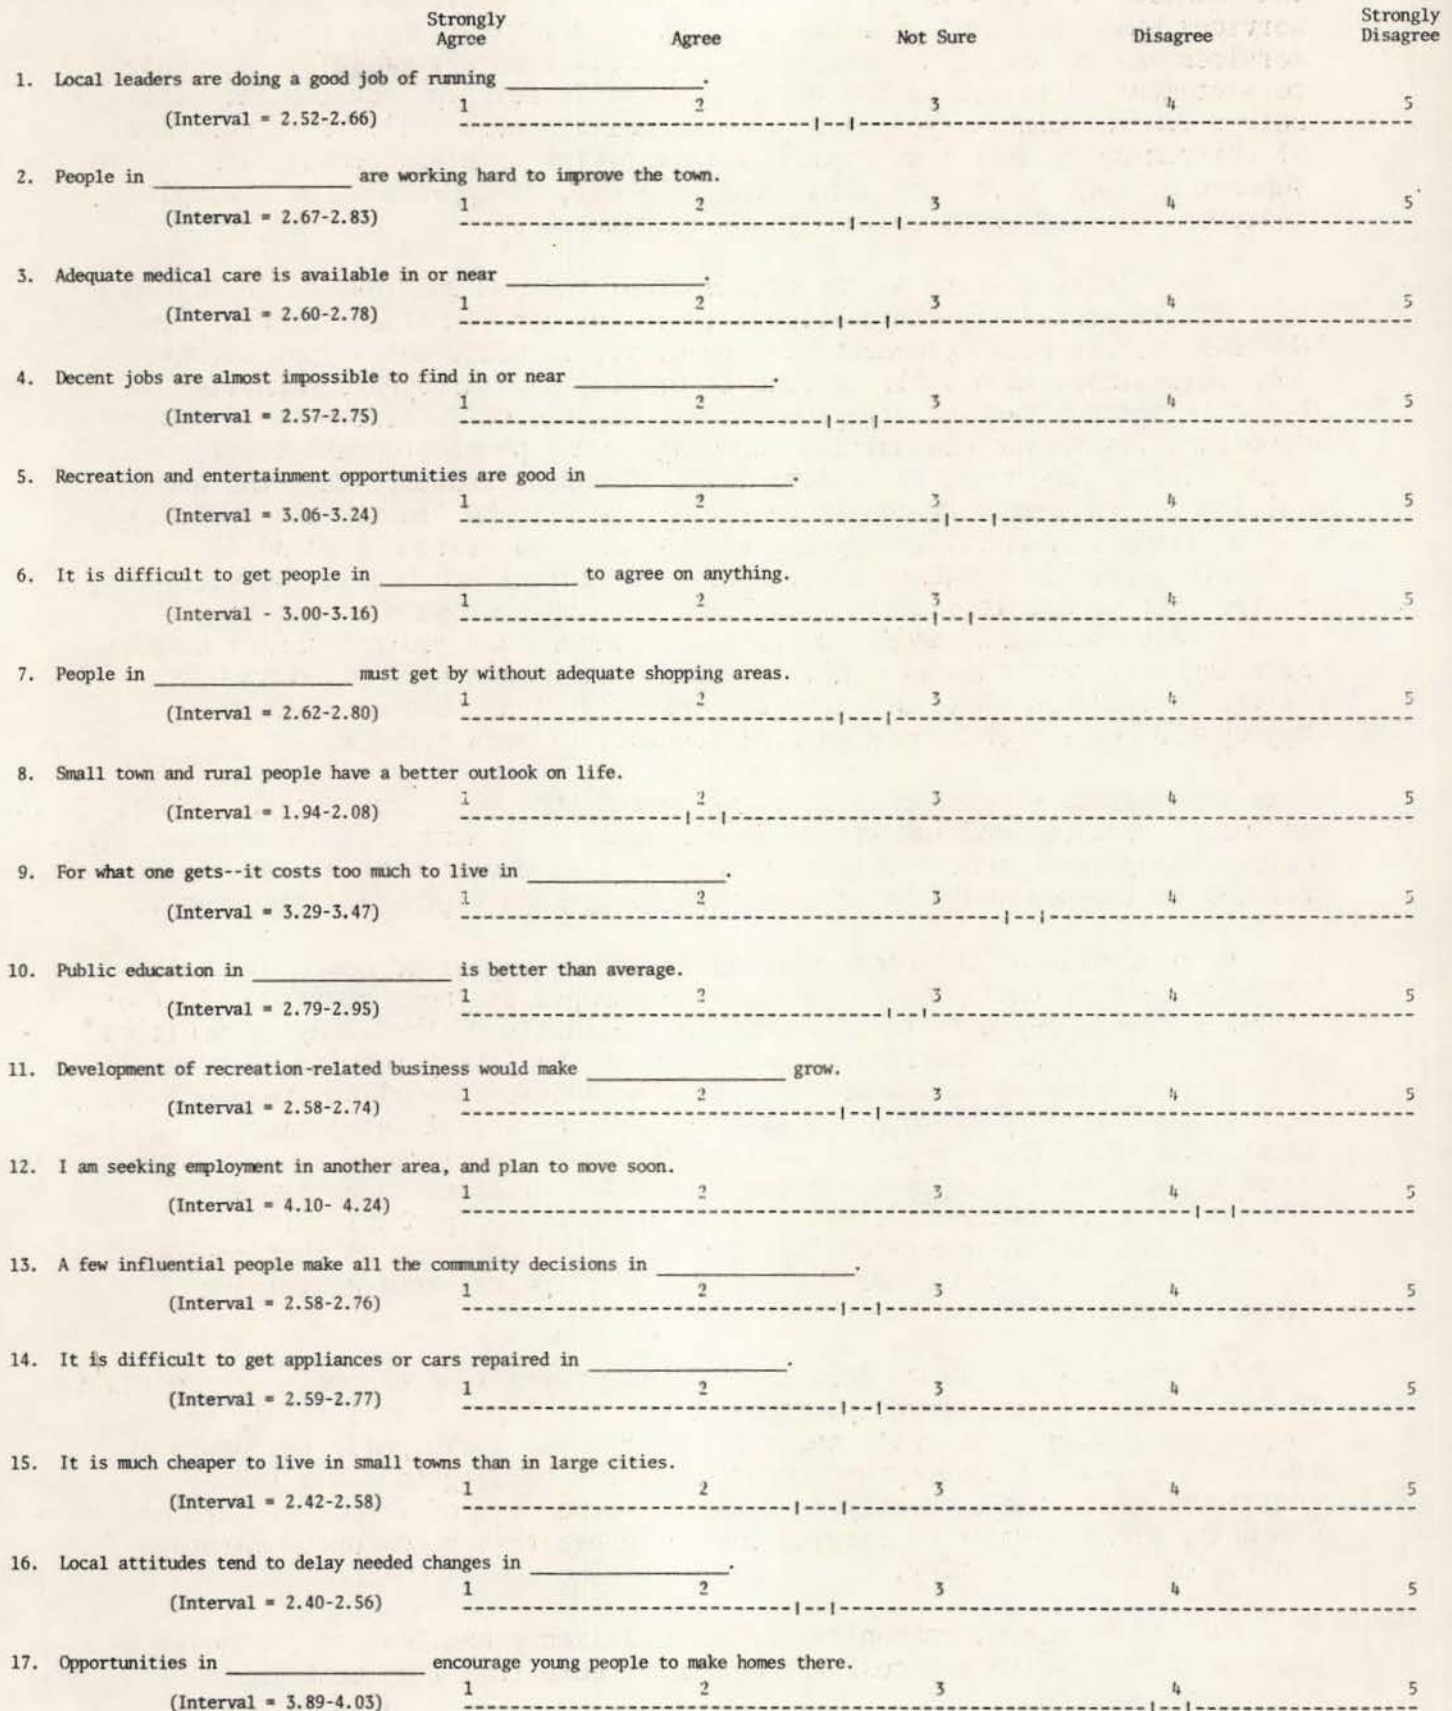 Strongly Agree Agree Not Sure Disagree Strongly Disagree
1. Local leaders are doing a good job of running ____________.
1 2 3 4 5
(Interval = 2.52-2.66)
2. People in ____________ are working hard to improve the town.
1 2 3 4 5
(Interval = 2.67-2.83)
3. Adequate medical care is available in or near ____________.
1 2 3 4 5
(Interval = 2.60-2.78)
4. Decent jobs are almost impossible to find in or near ____________.
1 2 3 4 5
(Interval = 2.57-2.75)
5. Recreation and entertainment opportunities are good in ____________.
1 2 3 4 5
(Interval = 3.06-3.24)
6. It is difficult to get people in ____________ to agree on anything.
1 2 3 4 5
(Interval - 3.00-3.16)
7. People in ____________ must get by without adequate shopping areas.
1 2 3 4 5
(Interval = 2.62-2.80)
8. Small town and rural people have a better outlook on life.
1 2 3 4 5
(Interval = 1.94-2.08)
9. For what one gets--it costs too much to live in ____________.
1 2 3 4 5
(Interval = 3.29-3.47)
10. Public education in ____________ is better than average.
1 2 3 4 5
(Interval = 2.79-2.95)
11. Development of recreation-related business would make ____________ grow.
1 2 3 4 5
(Interval = 2.58-2.74)
12. I am seeking employment in another area, and plan to move soon.
1 2 3 4 5
(Interval = 4.10- 4.24)
13. A few influential people make all the community decisions in ____________.
1 2 3 4 5
(Interval = 2.58-2.76)
14. It is difficult to get appliances or cars repaired in ____________.
1 2 3 4 5
(Interval = 2.59-2.77)
15. It is much cheaper to live in small towns than in large cities.
1 2 3 4 5
(Interval = 2.42-2.58)
16. Local attitudes tend to delay needed changes in ____________.
1 2 3 4 5
(Interval = 2.40-2.56)
17. Opportunities in ____________ encourage young people to make homes there.
1 2 3 4 5
(Interval = 3.89-4.03)